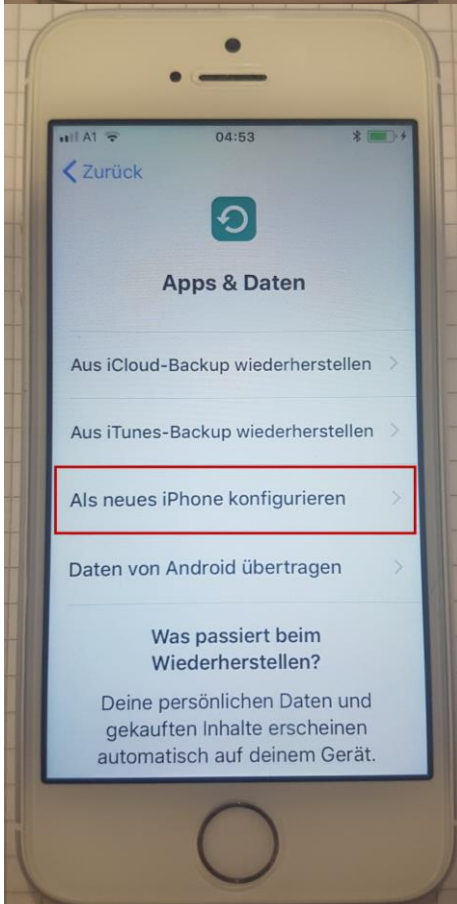 A1 04:53
Zurück
Apps & Daten
Aus iCloud-Backup wiederherstellen
Aus iTunes-Backup wiederherstellen
Als neues iPhone konfigurieren
Daten von Android übertragen
Was passiert beim
Wiederherstellen?
Deine persönlichen Daten und
gekauften Inhalte erscheinen
automatisch auf deinem Gerät.